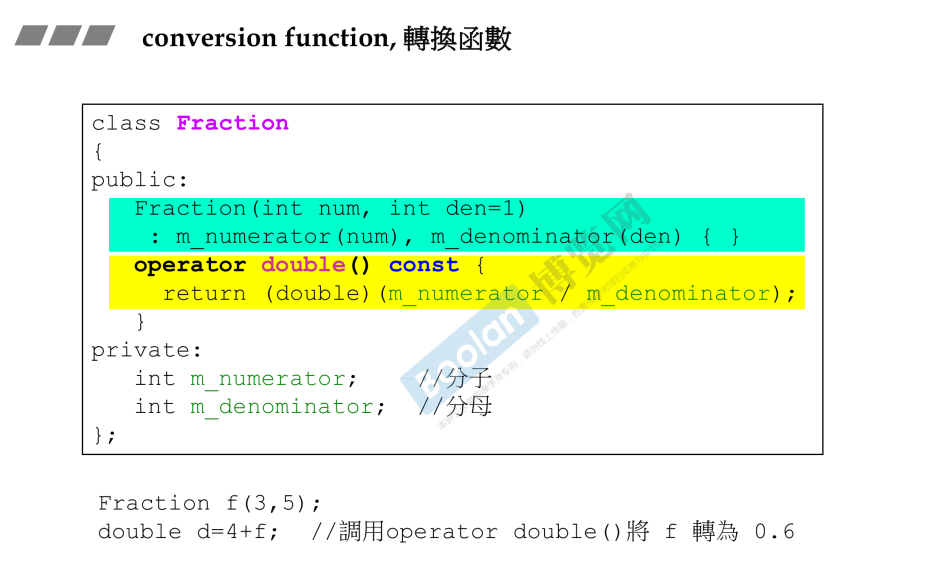 conversion function, 轉換函數
class Fraction
{
public:
Fraction(int num, int den=1)
: m_numerator(num), m_denominator(den) { }
operator double() const {
return (double)(m_numerator / m_denominator);
}
private:
int m_numerator; //分子
int m_denominator; //分母
};
Boolan 博览网
Fraction f(3,5);
double d=4+f; //調用operator double()將 f 轉為 0.6